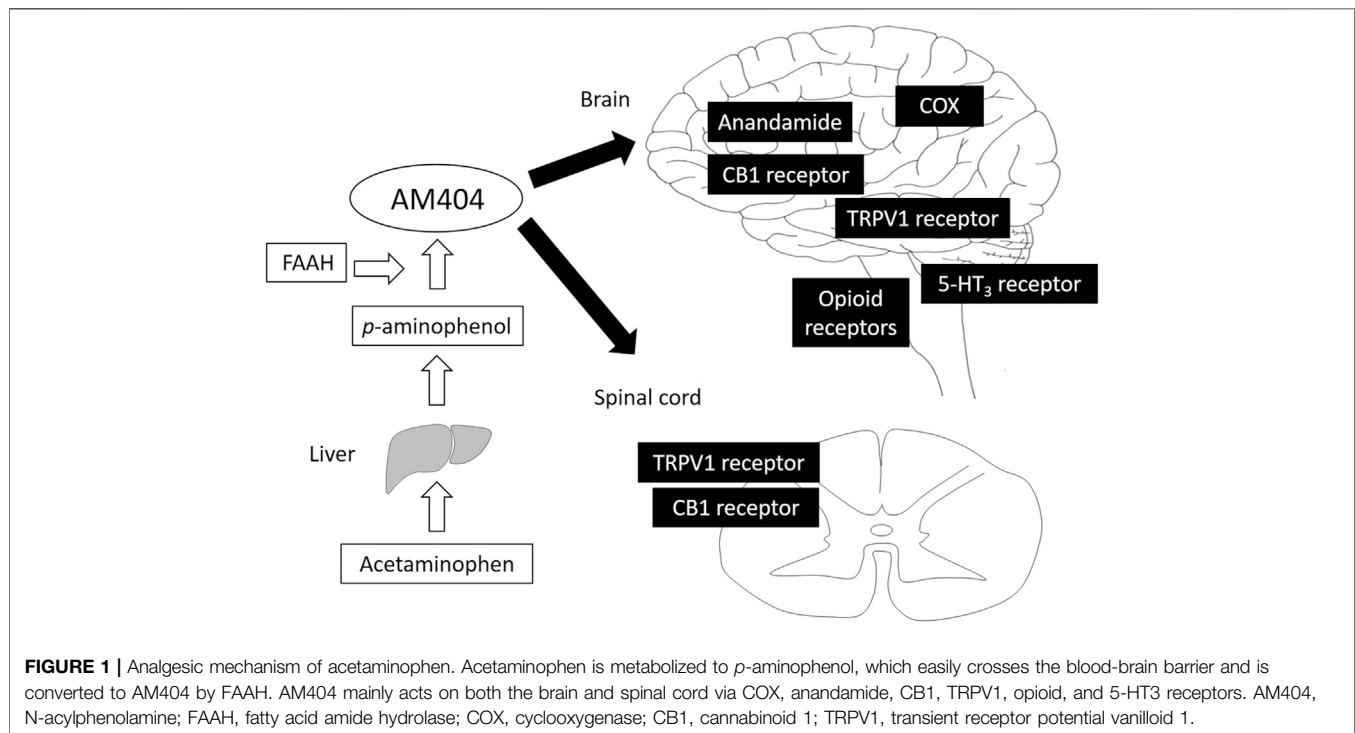 Brain
COX
Anandamide
CB1 receptor
AM404
TRPV1 receptor
FAAH
5-HT₃ receptor
Opioid
receptors
p-aminophenol
Spinal cord
Liver
TRPV1 receptor
CB1 receptor
Acetaminophen
FIGURE 1 | Analgesic mechanism of acetaminophen. Acetaminophen is metabolized to p-aminophenol, which easily crosses the blood-brain barrier and is
converted to AM404 by FAAH. AM404 mainly acts on both the brain and spinal cord via COX, anandamide, CB1, TRPV1, opioid, and 5-HT3 receptors. AM404,
N-acylphenolamine; FAAH, fatty acid amide hydrolase; COX, cyclooxygenase; CB1, cannabinoid 1; TRPV1, transient receptor potential vanilloid 1.